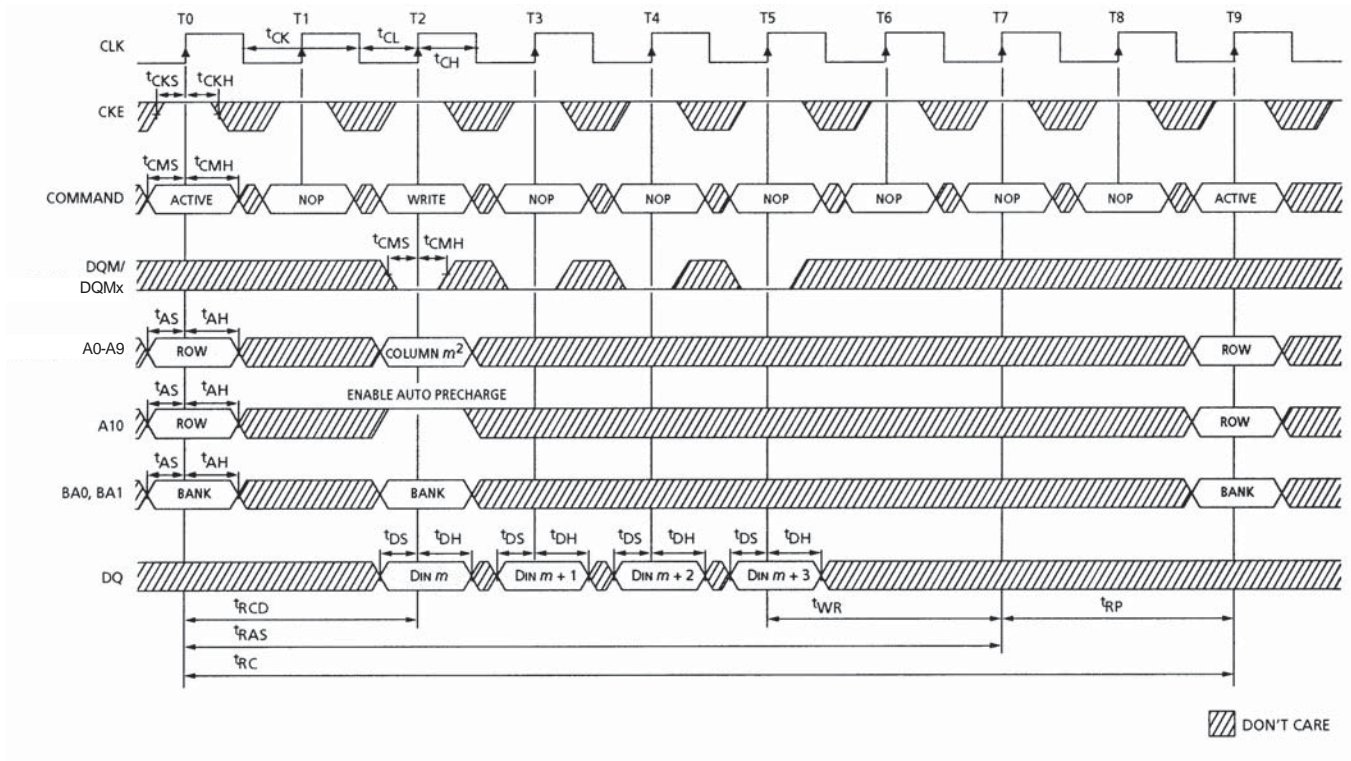 T0 T1 T2 T3 T4 T5 T6 T7 T8 T9
CLK tCK tCL tCH
tCKS tCKH
CKE
tCMS tCMH
COMMAND ACTIVE NOP WRITE NOP NOP NOP NOP NOP NOP ACTIVE
tCMS tCMH
DQM/
DQMx
tAS tAH
A0-A9 ROW COLUMN m2 ROW
ENABLE AUTO PRECHARGE
tAS tAH
A10 ROW ROW
tAS tAH
BA0, BA1 BANK BANK BANK
tDS tDH tDS tDH tDS tDH tDS tDH
DQ DIN m DIN m + 1 DIN m + 2 DIN m + 3
tRCD tWR tRP
tRAS
tRC
DON'T CARE